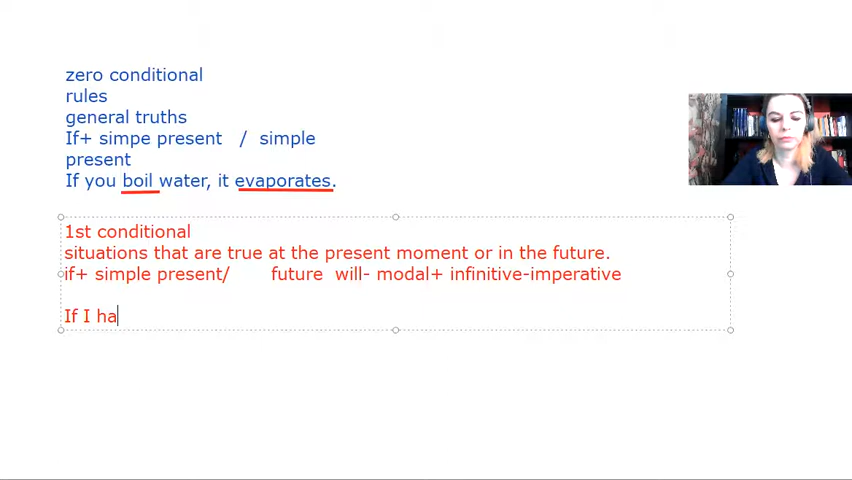 zero conditional
rules
general truths
If+ simpe present / simple
present
If you boil water, it evaporates.
1st conditional
situations that are true at the present moment or in the future.
if+ simple present/ future will- modal+ infinitive-imperative
If I ha